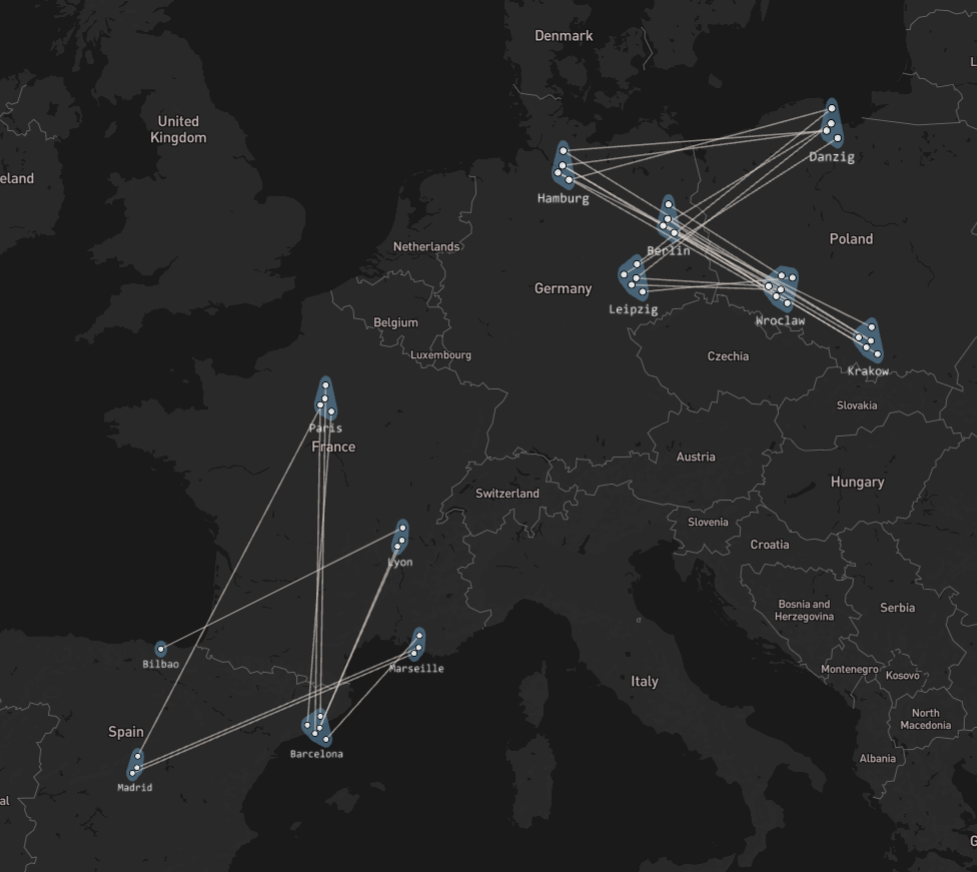 Denmark
United
Kingdom
eland
L
Danzig
Hamburg
Poland
Netherlands
Berlin
Germany
Leipzig
Wroclaw
Belgium
Luxembourg
Czechia
Krakow
Slovakia
Paris
France
Austria
Hungary
Switzerland
Slovenia
Croatia
Lyon
Bosnia and
Herzegovina
Serbia
Bilbao
Marseille
Montenegro
Kosovo
Italy
North
Macedonia
Spain
Barcelona
Albania
Madrid
al
G